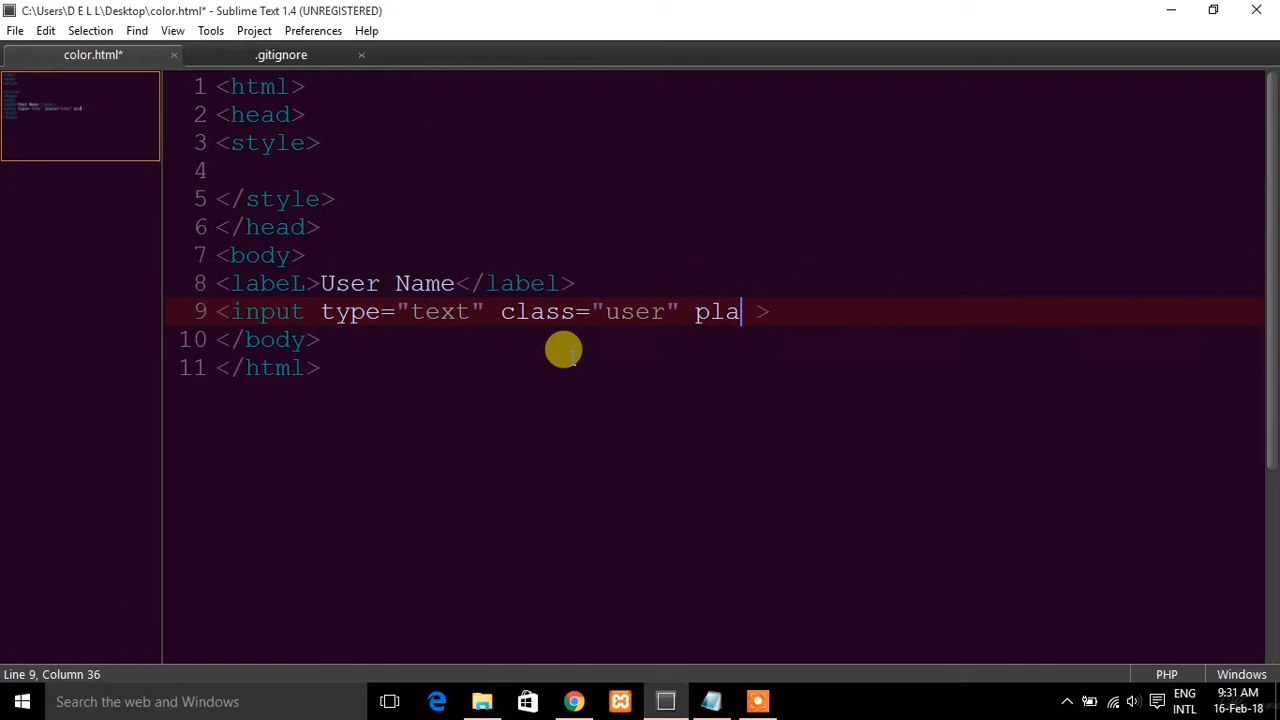 C:\Users\D E L L\Desktop\color.html* - Sublime Text 1.4 (UNREGISTERED)
File Edit Selection Find View Tools Project Preferences Help
color.html* × .gitignore ×
1 <html>
2 <head>
3 <style>
4
5 </style>
6 </head>
7 <body>
8 <labeL>User Name</label>
9 <input type="text" class="user" pla >
10 </body>
11 </html>
Line 9, Column 36 PHP Windows
Search the web and Windows
ENG 9:31 AM
INTL 16-Feb-18